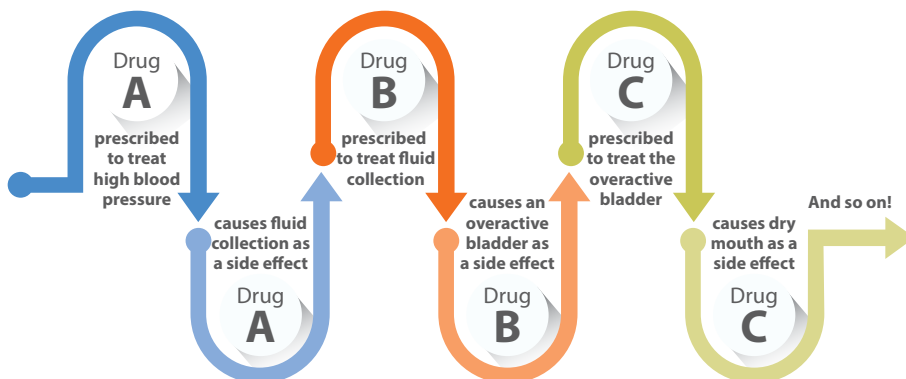 Drug
A
prescribed
to treat
high blood
pressure
causes fluid
collection as
a side effect
Drug
A
Drug
B
prescribed
to treat fluid
collection
causes an
overactive
bladder as
a side effect
Drug
B
Drug
C
prescribed
to treat the
overactive
bladder
causes dry
mouth as a
side effect
Drug
C
And so on!